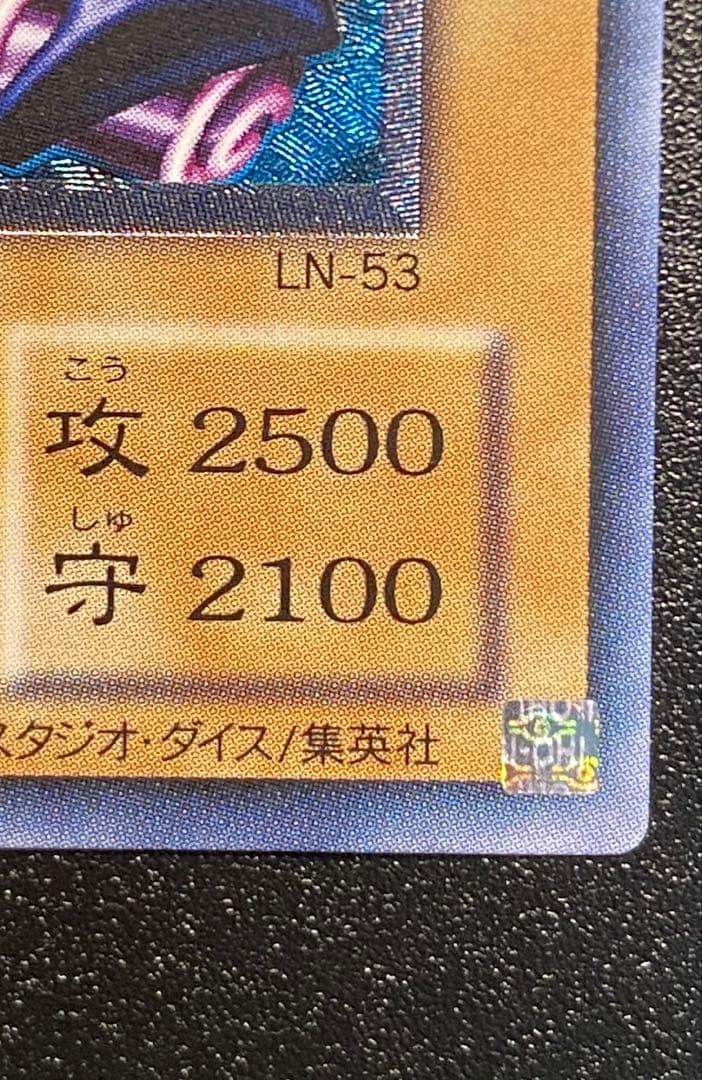 LN-53
こう
攻 2500
しゅ
守 2100
スタジオ・ダイス/集英社